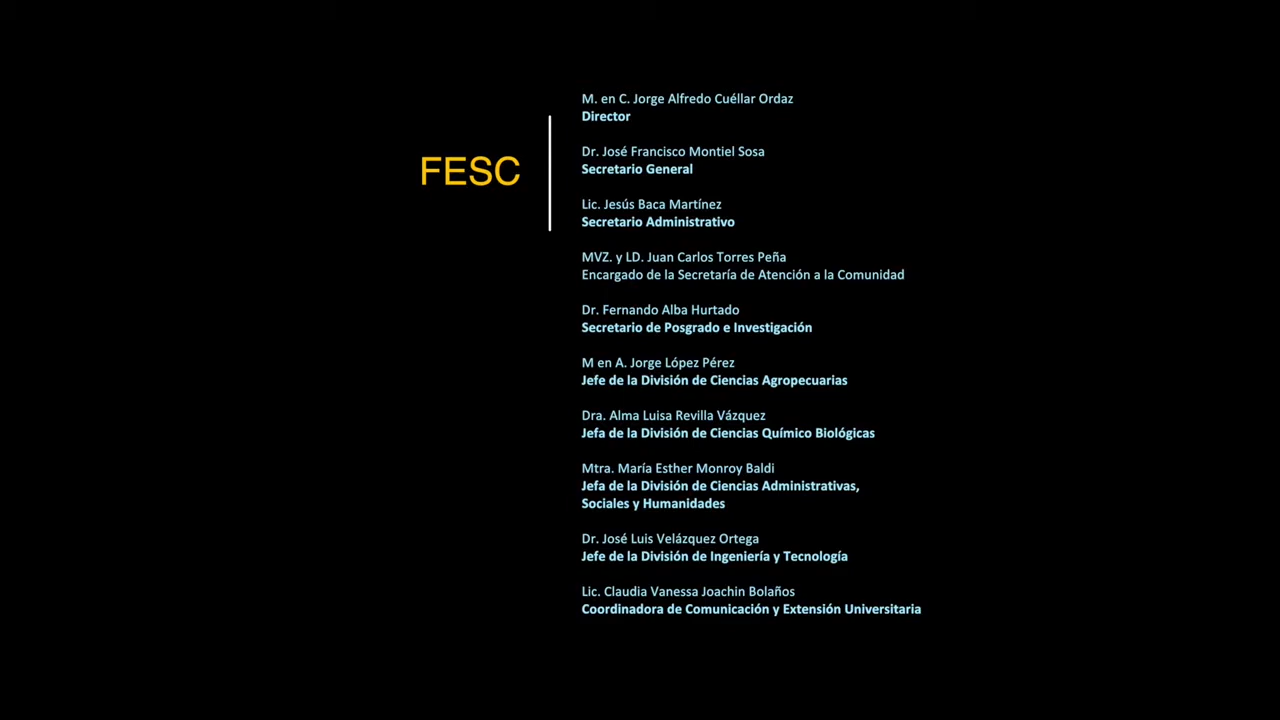 FESC
M. en C. Jorge Alfredo Cuéllar Ordaz
Director
Dr. José Francisco Montiel Sosa
Secretario General
Lic. Jesús Baca Martínez
Secretario Administrativo
MVZ. y LD. Juan Carlos Torres Peña
Encargado de la Secretaría de Atención a la Comunidad
Dr. Fernando Alba Hurtado
Secretario de Posgrado e Investigación
M en A. Jorge López Pérez
Jefe de la División de Ciencias Agropecuarias
Dra. Alma Luisa Revilla Vázquez
Jefa de la División de Ciencias Químico Biológicas
Mtra. María Esther Monroy Baldi
Jefa de la División de Ciencias Administrativas,
Sociales y Humanidades
Dr. José Luis Velázquez Ortega
Jefe de la División de Ingeniería y Tecnología
Lic. Claudia Vanessa Joachin Bolaños
Coordinadora de Comunicación y Extensión Universitaria